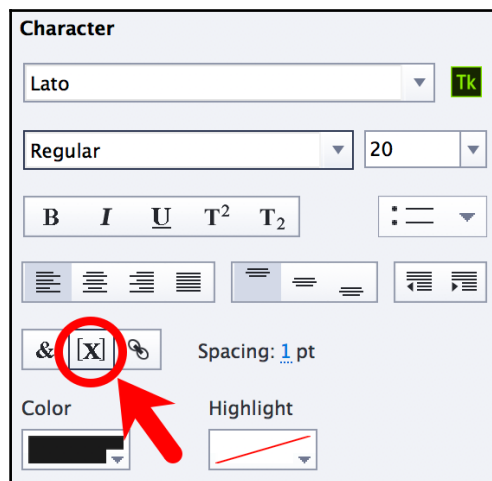 Character
Lato Tk
Regular 20
B I U T² T₂
& [X] Spacing: 1 pt
Color Highlight